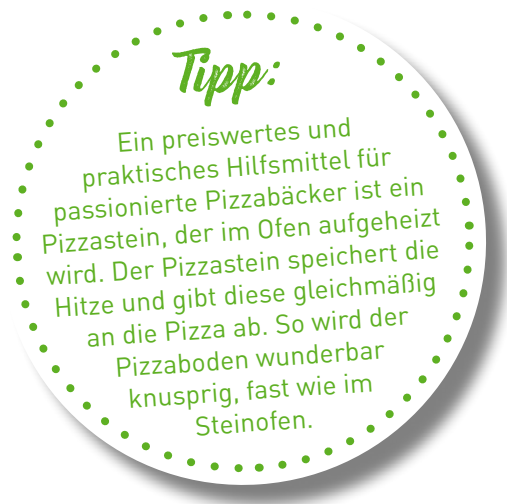 Tipp:
Ein preiswertes und
praktisches Hilfsmittel für
passionierte Pizzabäcker ist ein
Pizzastein, der im Ofen aufgeheizt
wird. Der Pizzastein speichert die
Hitze und gibt diese gleichmäßig
an die Pizza ab. So wird der
Pizzaboden wunderbar
knusprig, fast wie im
Steinofen.